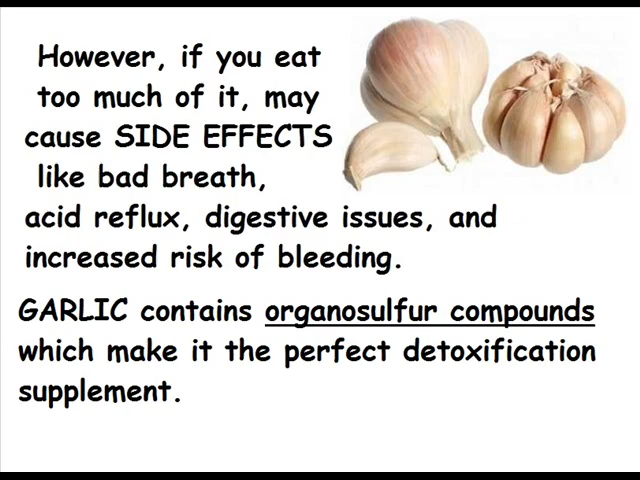 However, if you eat
too much of it, may
cause SIDE EFFECTS
like bad breath,
acid reflux, digestive issues, and
increased risk of bleeding.
GARLIC contains organosulfur compounds
which make it the perfect detoxification
supplement.